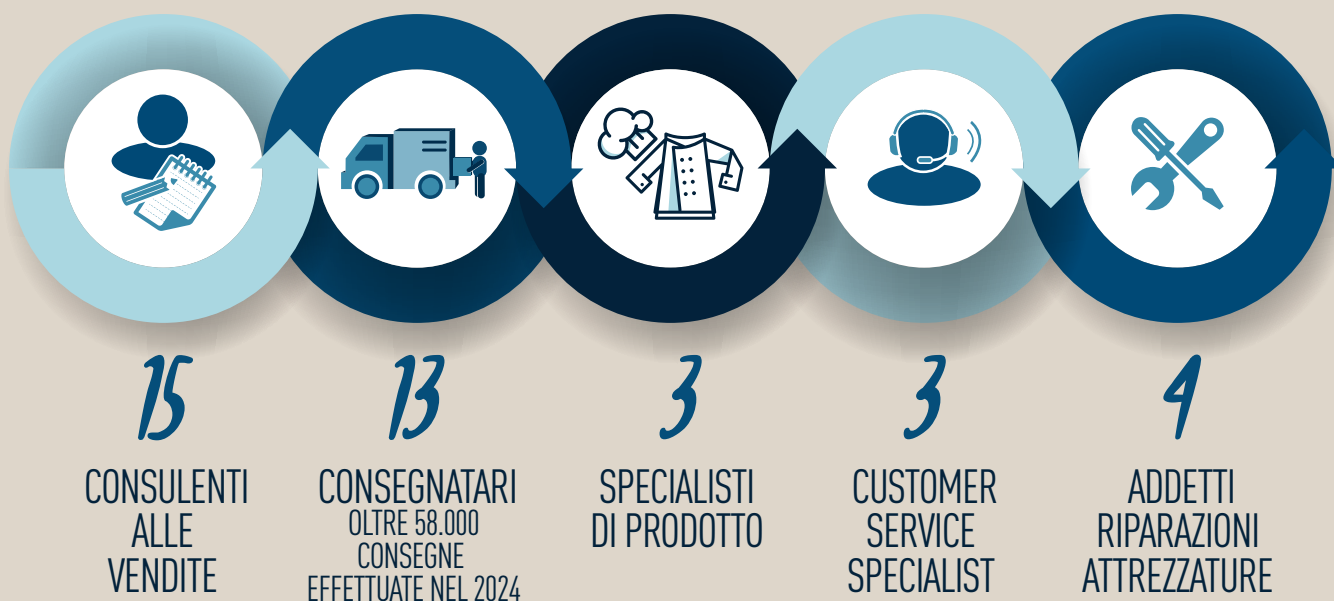 15
CONSULENTI
ALLE
VENDITE
13
CONSEGNATARI
OLTRE 58.000
CONSEGNE
EFFETTUATE NEL 2024
3
SPECIALISTI
DI PRODOTTO
3
CUSTOMER
SERVICE
SPECIALIST
4
ADDETTI
RIPARAZIONI
ATTREZZATURE